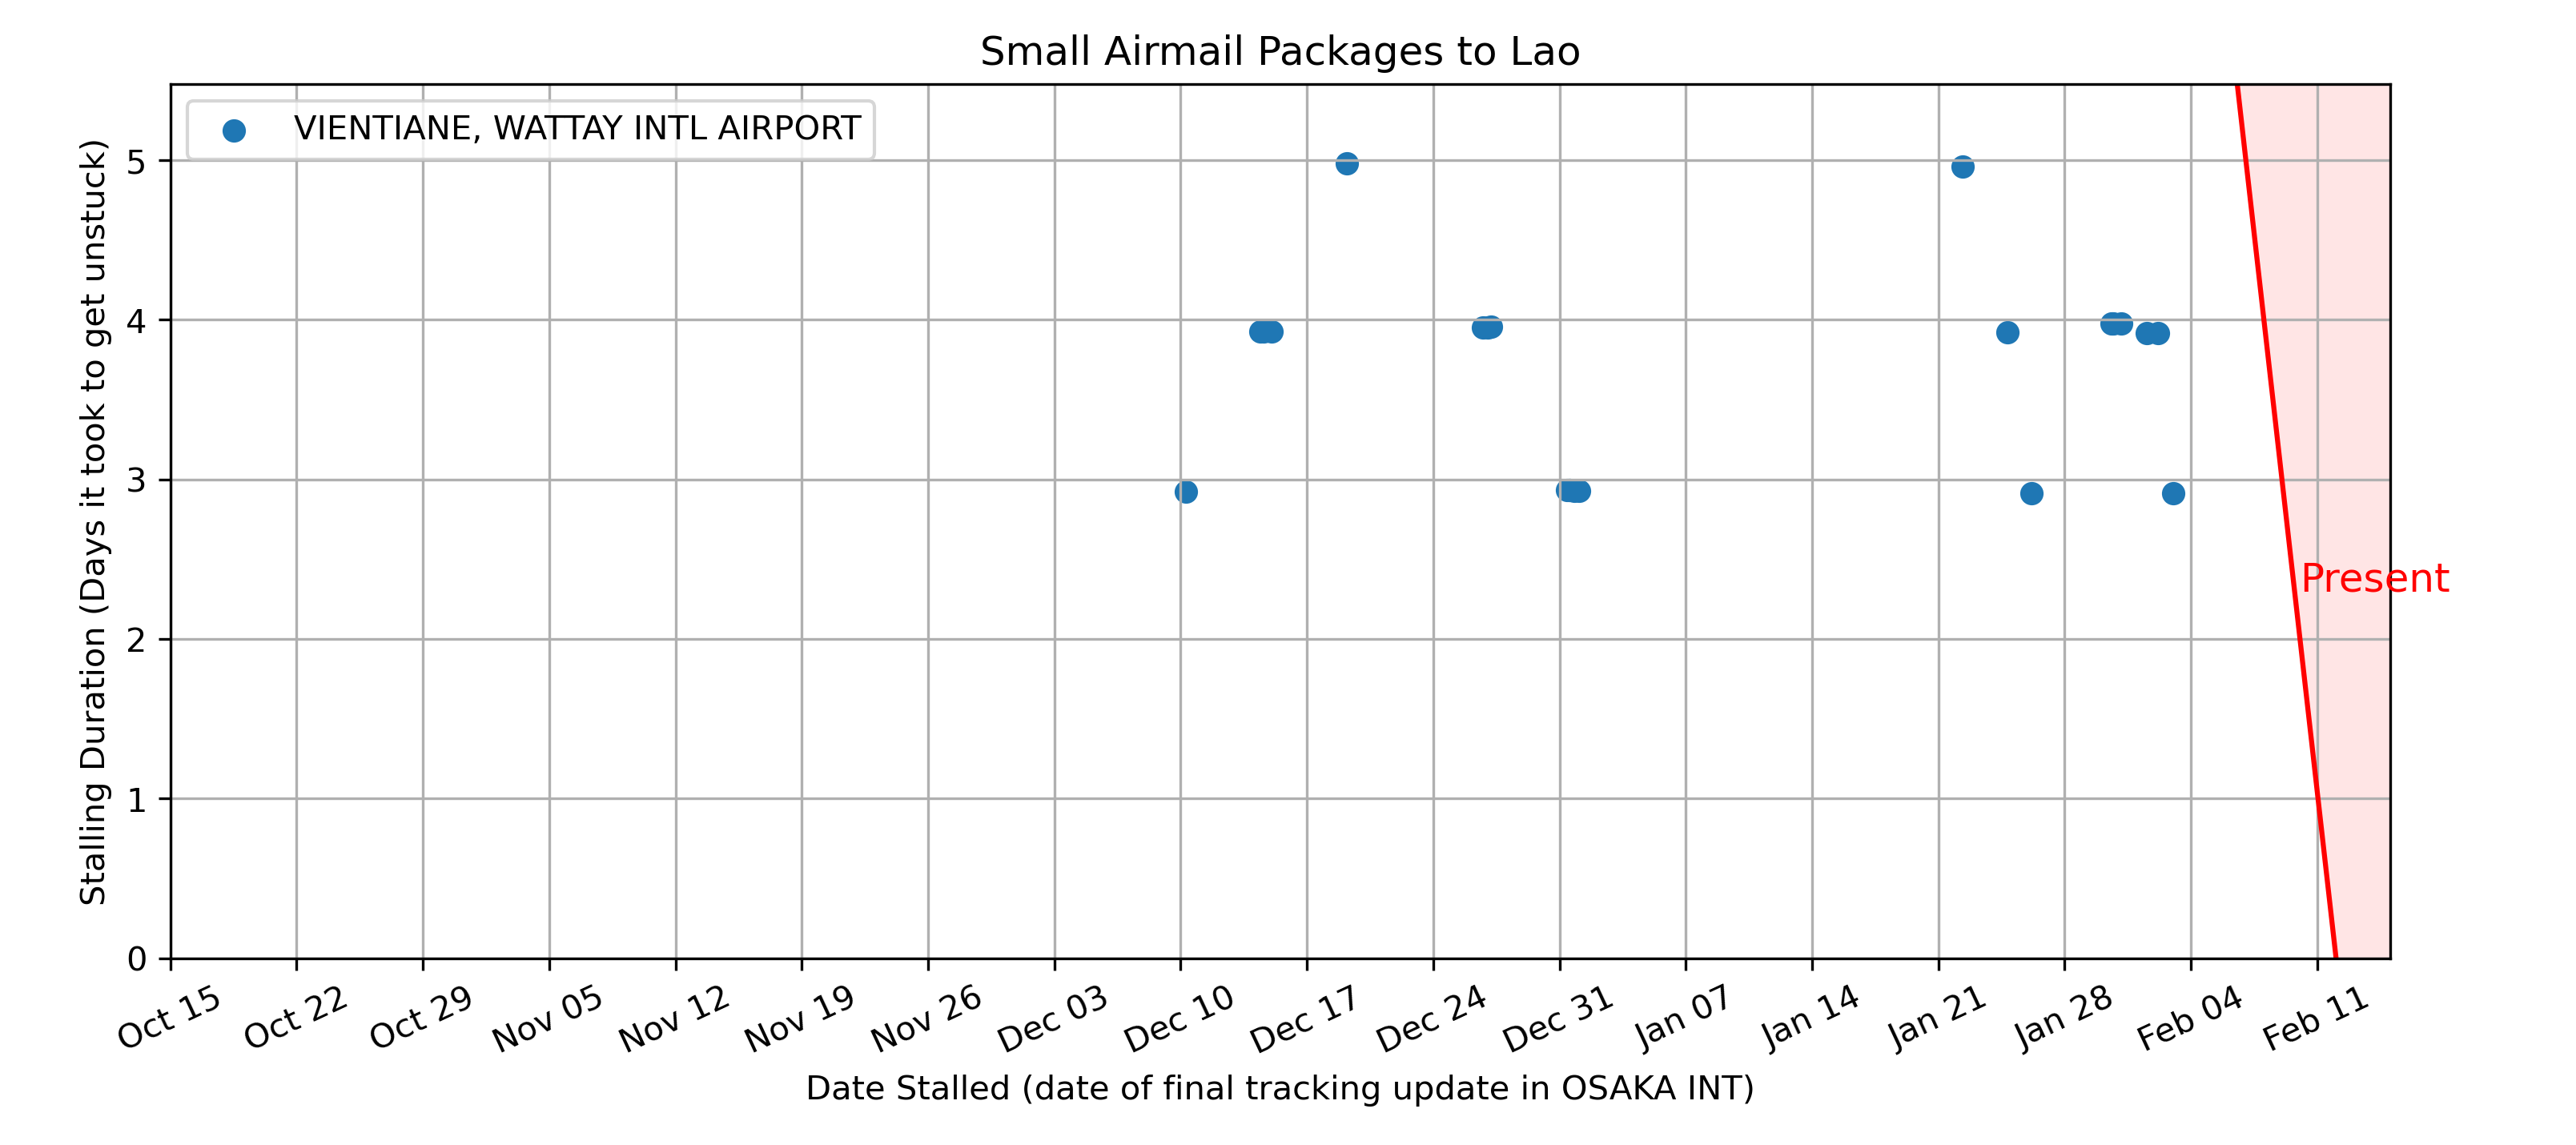 Small Airmail Packages to Lao
VIENTIANE, WATTAY INTL AIRPORT
Stalling Duration (Days it took to get unstuck)
5
4
3
2
1
0
Present
Oct 15
Oct 22
Oct 29
Nov 05
Nov 12
Nov 19
Nov 26
Dec 03
Dec 10
Dec 17
Dec 24
Dec 31
Jan 07
Jan 14
Jan 21
Jan 28
Feb 04
Feb 11
Date Stalled (date of final tracking update in OSAKA INT)